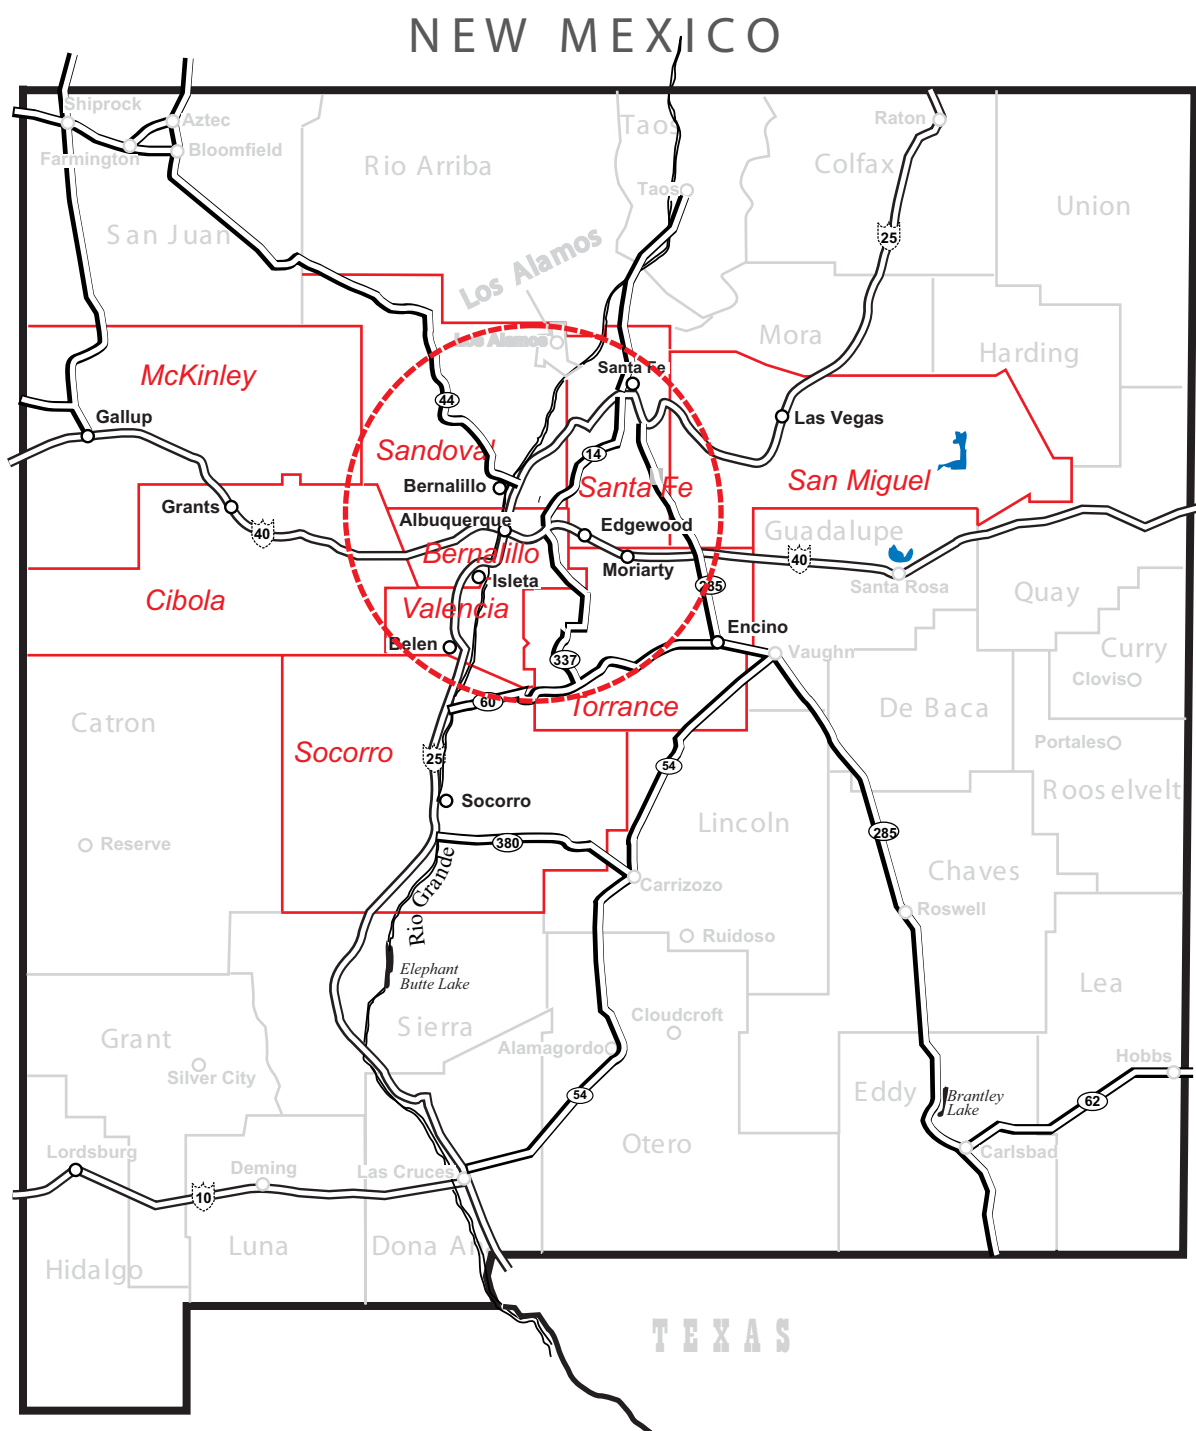 NEW MEXICO
Shiprock
Aztec
Farmington
Bloomfield
Rio Arriba
Taos
Taos
Colfax
Raton
Union
San Juan
25
Los Alamos
Los Alamos
Mora
Harding
McKinley
Santa Fe
44
Gallup
Las Vegas
Sandoval
14
Bernalillo
Santa Fe
San Miguel
Grants
Albuquerque
Edgewood
Guadalupe
40
Bernalillo
Moriarty
40
Isleta
285
Santa Rosa
Quay
Cibola
Valencia
Belen
Encino
Vaughn
Curry
337
Clovis
60
Torrance
De Baca
Catron
Socorro
25
54
Portales
Socorro
Roosevelt
Reserve
380
Lincoln
285
Rio Grande
Carrizozo
Chaves
Roswell
Ruidoso
Elephant
Butte Lake
Lea
Grant
Sierra
Cloudcroft
Alamagordo
Silver City
Hobbs
54
Eddy
Brantley
Lake
62
Lordsburg
Otero
Carlsbad
Deming
Las Cruces
10
Hidalgo
Luna
Dona An
TEXAS